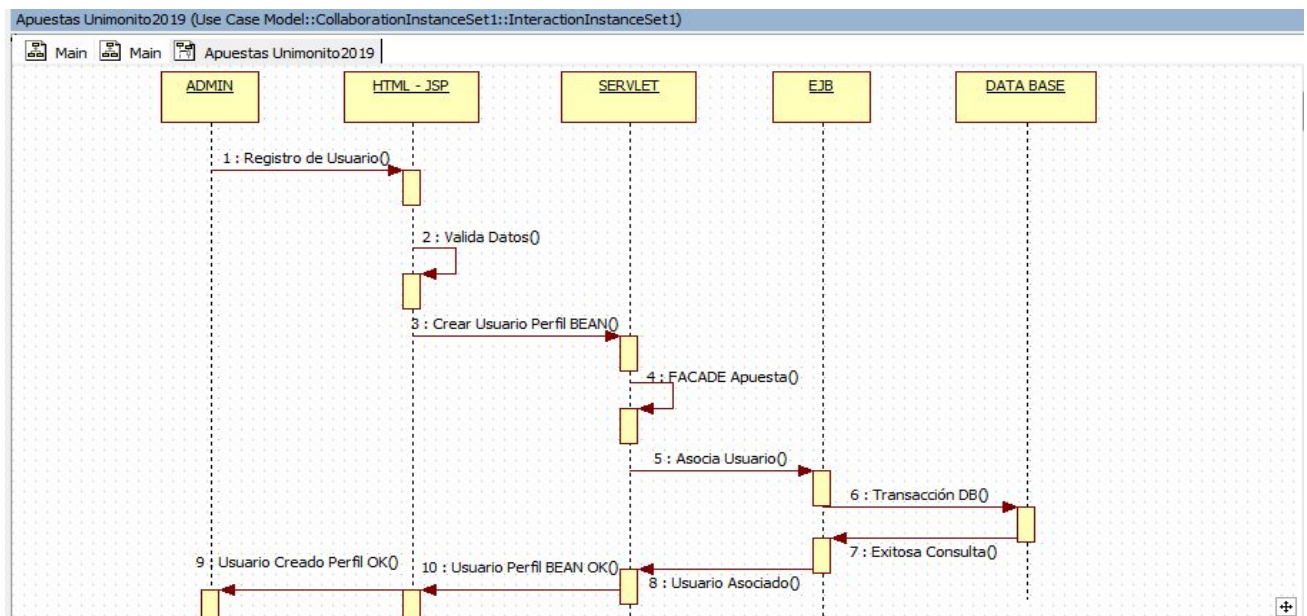 Apuestas Unimonito2019 (Use Case Model::CollaborationInstanceSet1::InteractionInstanceSet1)
Main Main Apuestas Unimonito2019
ADMIN HTML - JSP SERVLET EJB DATA BASE
1 : Registro de Usuario()
2 : Valida Datos()
3 : Crear Usuario Perfil BEAN()
4 : FACADE Apuesta()
5 : Asocia Usuario()
6 : Transacción DB()
7 : Exitosa Consulta()
9 : Usuario Creado Perfil OK()
10 : Usuario Perfil BEAN OK()
8 : Usuario Asociado()